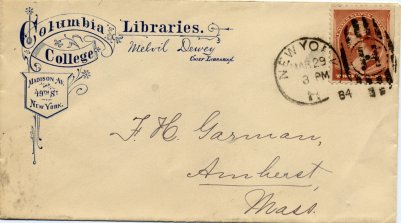 Columbia Libraries.
College
Melvil Dewey
Chief Librarian
Madison Av.
49th St
New York.
NEW YORK
MAR 29
3 PM
84
F. H. Garman,
Amherst,
Mass.